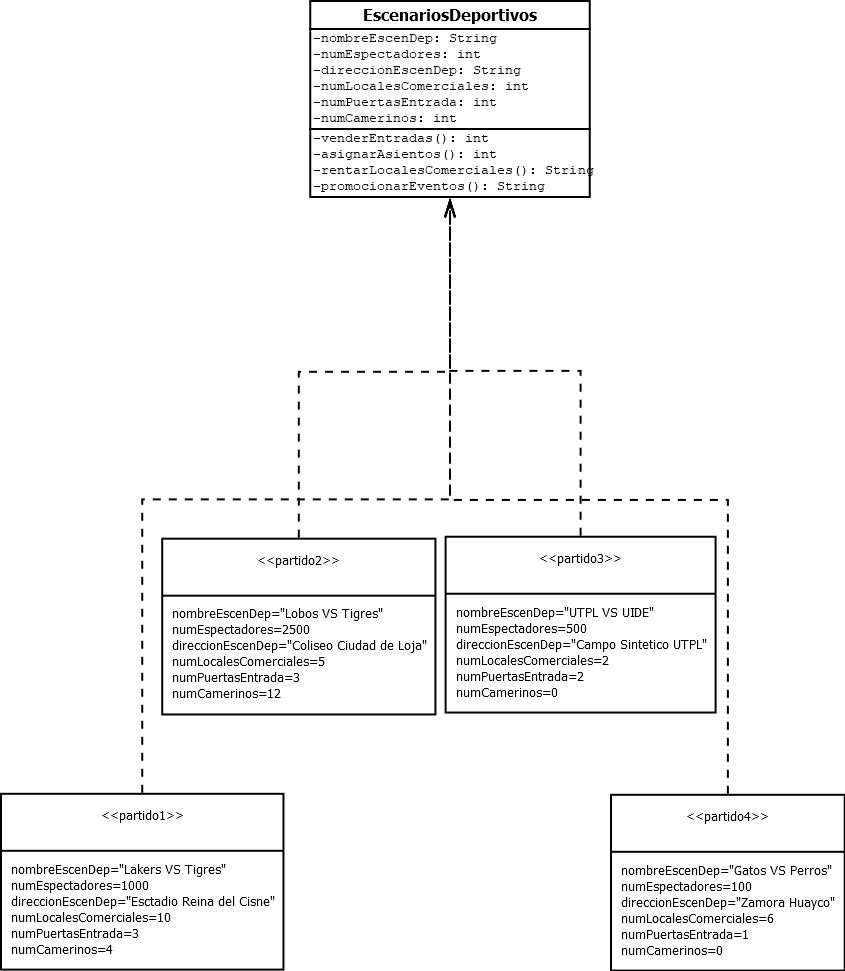 EscenariosDeportivos
-nombreEscenDep: String
-numEspectadores: int
-direccionEscenDep: String
-numLocalesComerciales: int
-numPuertasEntrada: int
-numCamerinos: int
-venderEntradas(): int
-asignarAsientos(): int
-rentarLocalesComerciales(): String
-promocionarEventos(): String
<<partido2>>
nombreEscenDep="Lobos VS Tigres"
numEspectadores=2500
direccionEscenDep="Coliseo Ciudad de Loja"
numLocalesComerciales=5
numPuertasEntrada=3
numCamerinos=12
<<partido3>>
nombreEscenDep="UTPL VS UIDE"
numEspectadores=500
direccionEscenDep="Campo Sintetico UTPL"
numLocalesComerciales=2
numPuertasEntrada=2
numCamerinos=0
<<partido1>>
nombreEscenDep="Lakers VS Tigres"
numEspectadores=1000
direccionEscenDep="Esctadio Reina del Cisne"
numLocalesComerciales=10
numPuertasEntrada=3
numCamerinos=4
<<partido4>>
nombreEscenDep="Gatos VS Perros"
numEspectadores=100
direccionEscenDep="Zamora Huayco"
numLocalesComerciales=6
numPuertasEntrada=1
numCamerinos=0